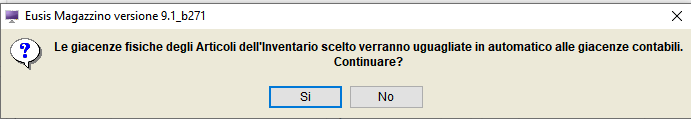 Eusis Magazzino versione 9.1_b271
Le giacenze fisiche degli Articoli dell'Inventario scelto verranno uguagliate in automatico alle giacenze contabili.
Continuare?
Si
No